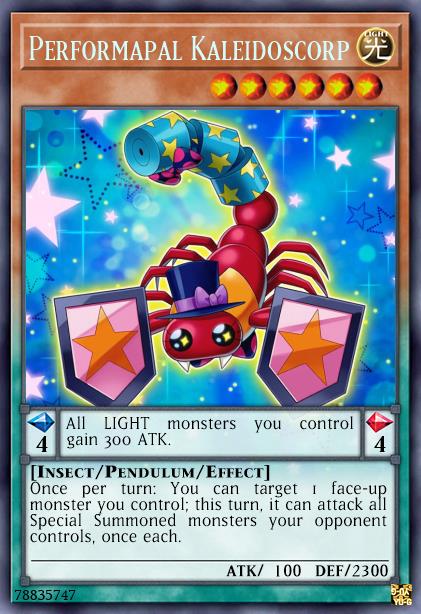 PERFORMAPAL KALEIDOSCORP
LIGHT
光
All LIGHT monsters you control
gain 300 ATK.
4
4
[INSECT/PENDULUM/EFFECT]
Once per turn: You can target 1 face-up
monster you control; this turn, it can attack all
Special Summoned monsters your opponent
controls, once each.
ATK/ 100 DEF/2300
78835747